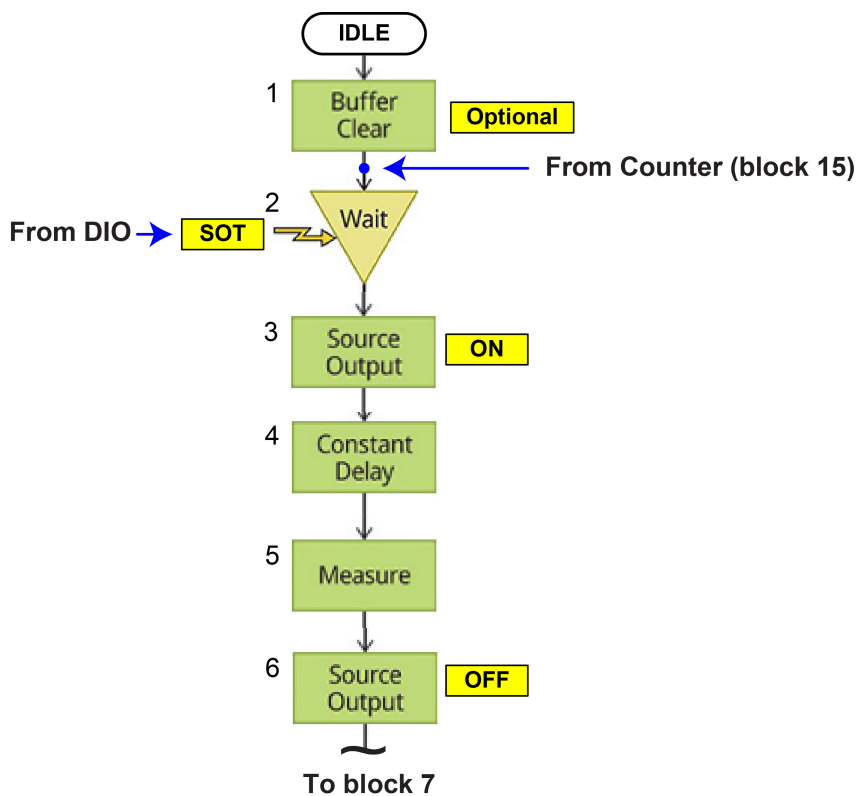 IDLE
1
Buffer
Clear
Optional
From Counter (block 15)
2
Wait
From DIO
SOT
3
Source
Output
ON
4
Constant
Delay
5
Measure
6
Source
Output
OFF
To block 7